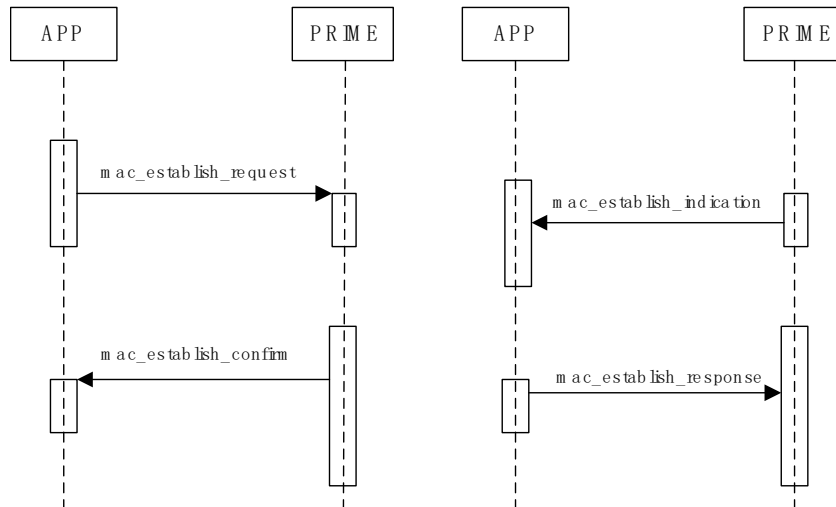 APP
PRIME
APP
PRIME
mac_establish_request
mac_establish_indication
mac_establish_confirm
mac_establish_response